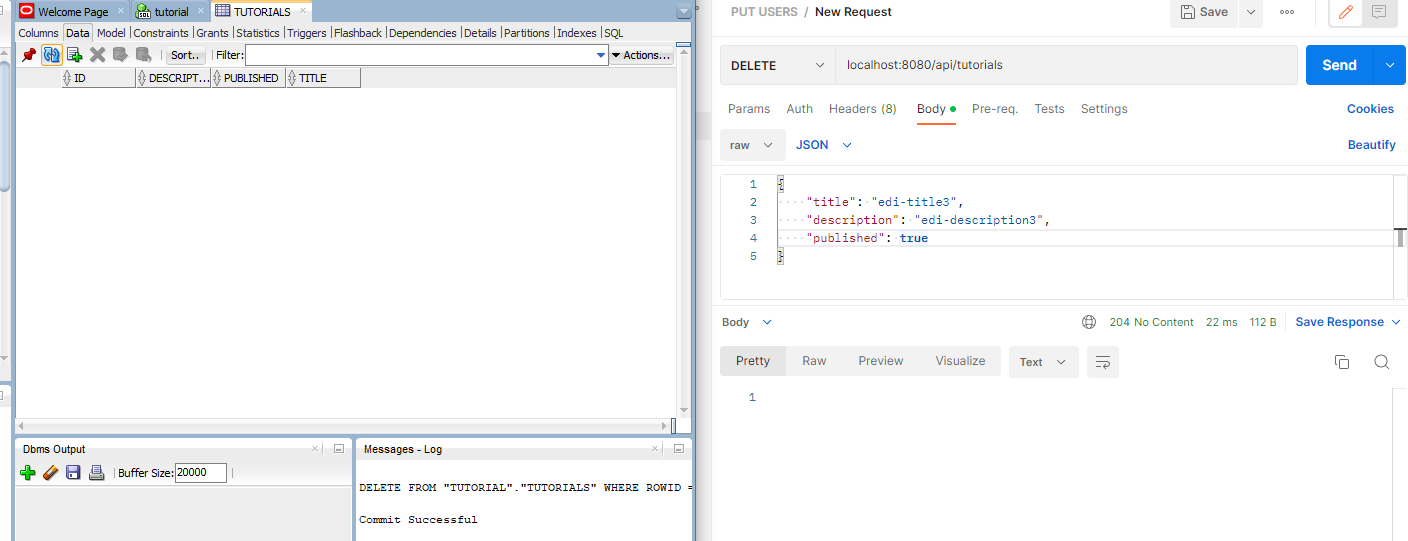 Welcome Page
tutorial
TUTORIALS
Columns Data Model Constraints Grants Statistics Triggers Flashback Dependencies Details Partitions Indexes SQL
Sort.. Filter: Actions...
ID DESCRIPT... PUBLISHED TITLE
Dbms Output
Buffer Size: 20000
Messages - Log
DELETE FROM "TUTORIAL"."TUTORIALS" WHERE ROWID =
Commit Successful
PUT USERS / New Request
Save
DELETE localhost:8080/api/tutorials Send
Params Auth Headers (8) Body Pre-req. Tests Settings Cookies
raw JSON Beautify
1 {
2 "title": "edi-title3",
3 "description": "edi-description3",
4 "published": true
5 }
Body 204 No Content 22 ms 112 B Save Response
Pretty Raw Preview Visualize Text
1